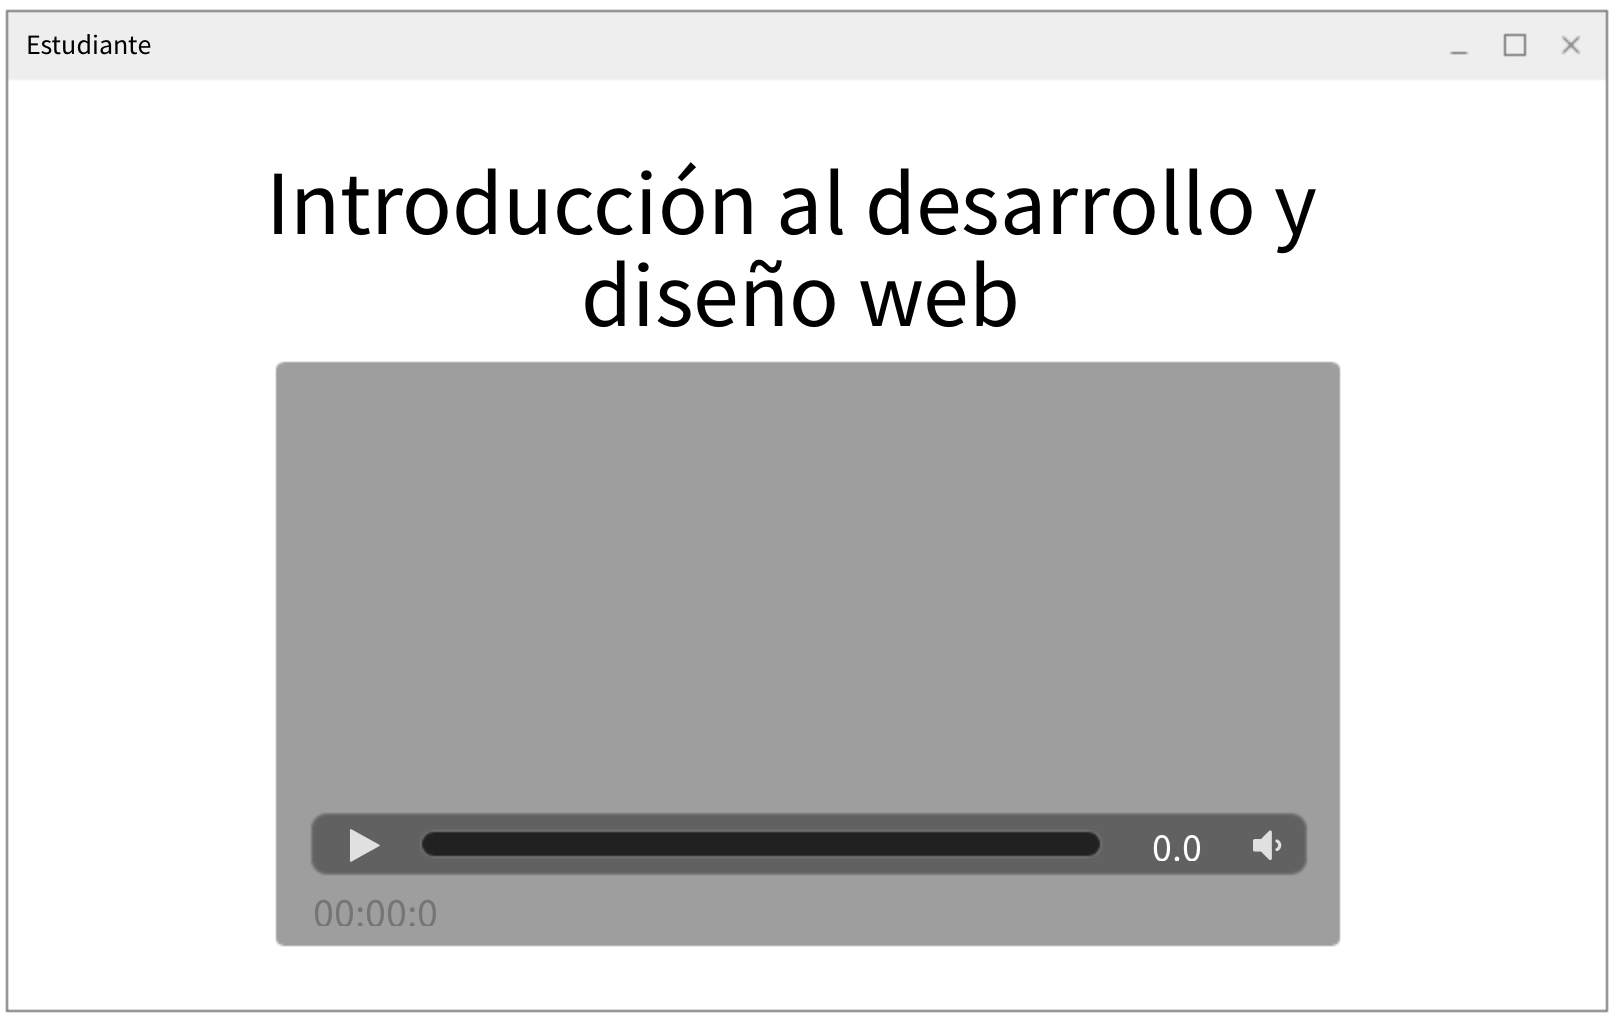 Estudiante
Introducción al desarrollo y
diseño web
0.0
00:00:0